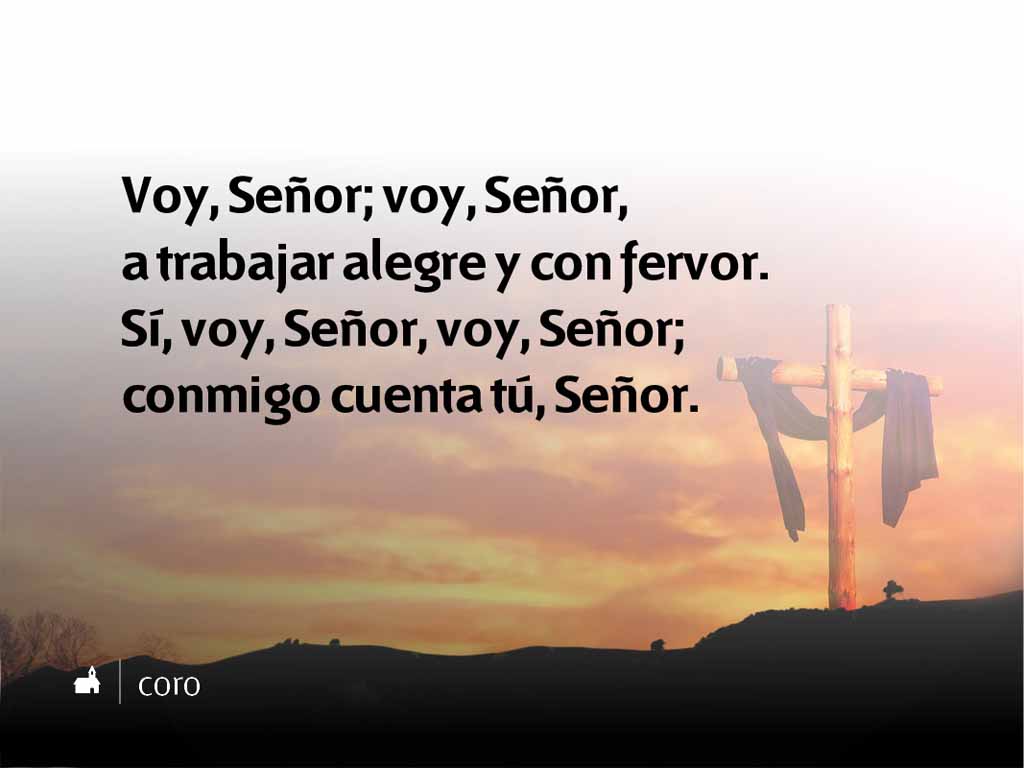 Voy, Señor; voy, Señor,
a trabajar alegre y con fervor.
Sí, voy, Señor, voy, Señor;
conmigo cuenta tú, Señor.
coro